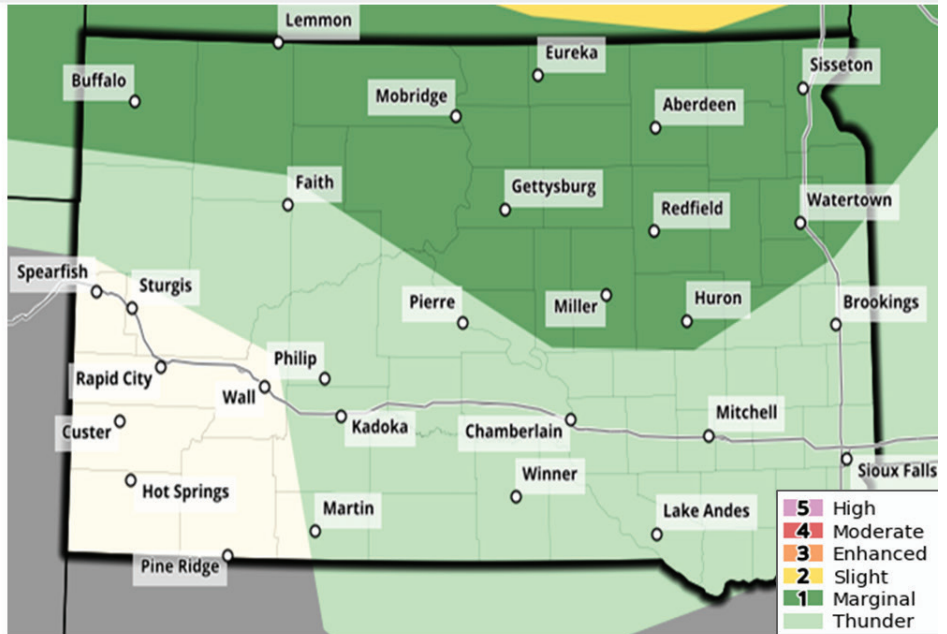 Lemmon
Eureka
Sisseton
Buffalo
Mobridge
Aberdeen
Faith
Gettysburg
Redfield
Watertown
Spearfish
Sturgis
Pierre
Miller
Huron
Brookings
Philip
Rapid City
Wall
Kadoka
Chamberlain
Mitchell
Custer
Sioux Falls
Hot Springs
Winner
Martin
Lake Andes
Pine Ridge
5 High
4 Moderate
3 Enhanced
2 Slight
1 Marginal
Thunder